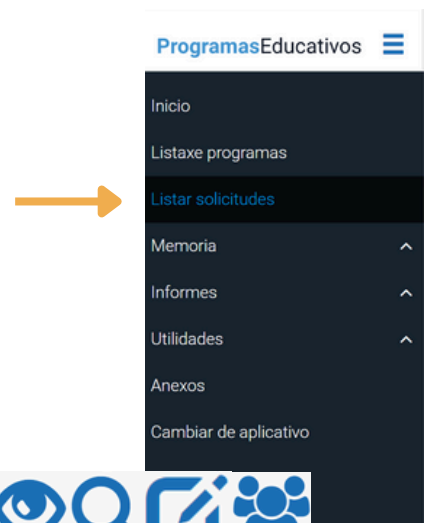 ProgramasEducativos
Inicio
Listaxe programas
Listar solicitudes
Memoria
Informes
Utilidades
Anexos
Cambiar de aplicativo